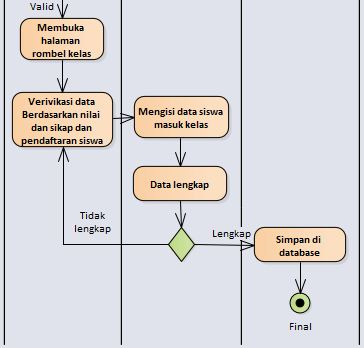 Valid
Membuka
halaman
rombel kelas
Verivikasi data
Berdasarkan nilai
dan sikap dan
pendaftaran siswa
Mengisi data siswa
masuk kelas
Data lengkap
Tidak
lengkap
Lengkap
Simpan di
database
Final